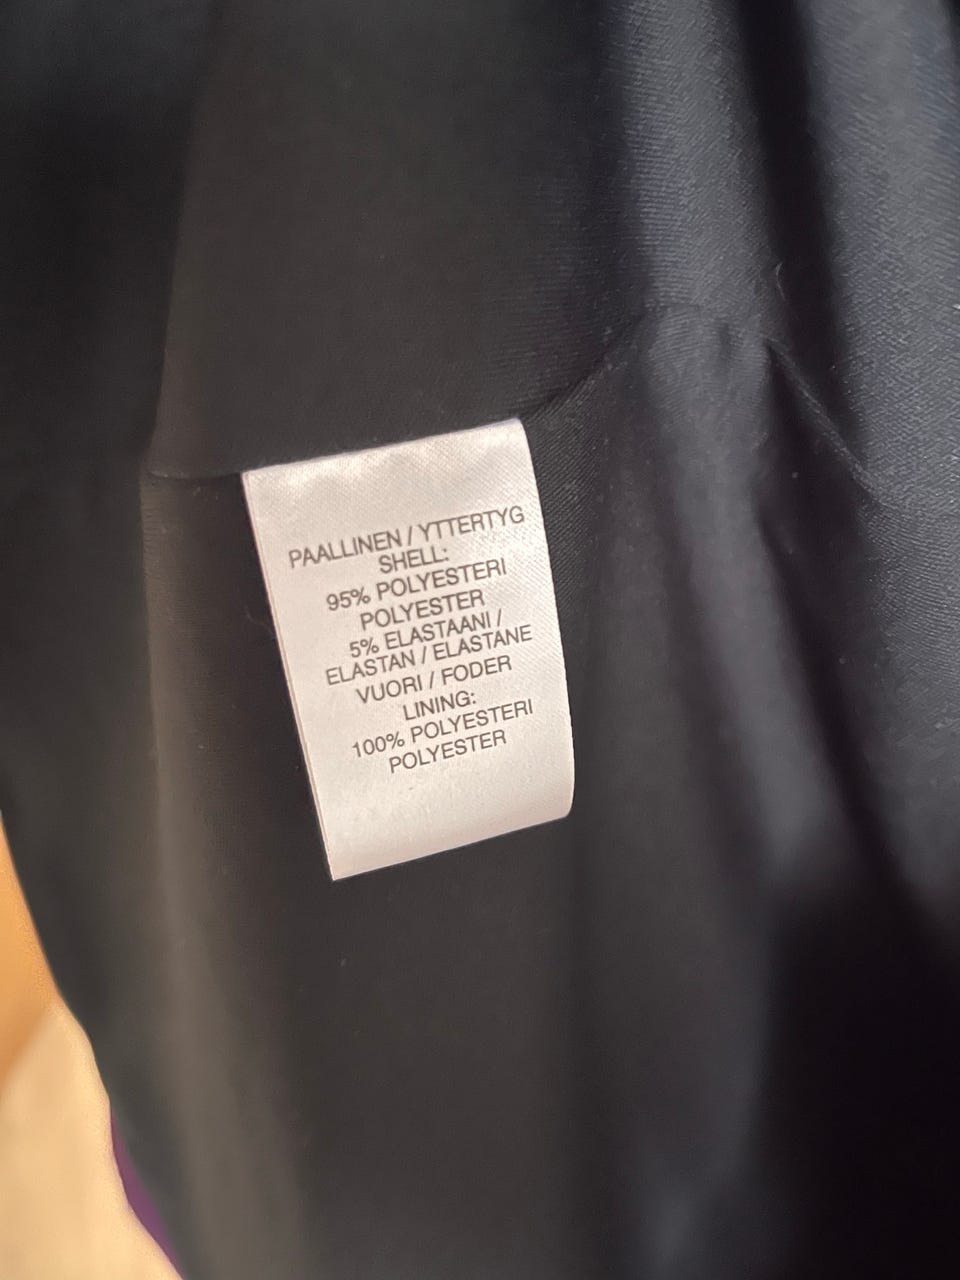 PAALLINEN / YTTERTYG
SHELL:
95% POLYESTERI
POLYESTER
5% ELASTAANI /
ELASTAN / ELASTANE
VUORI / FODER
LINING:
100% POLYESTERI
POLYESTER